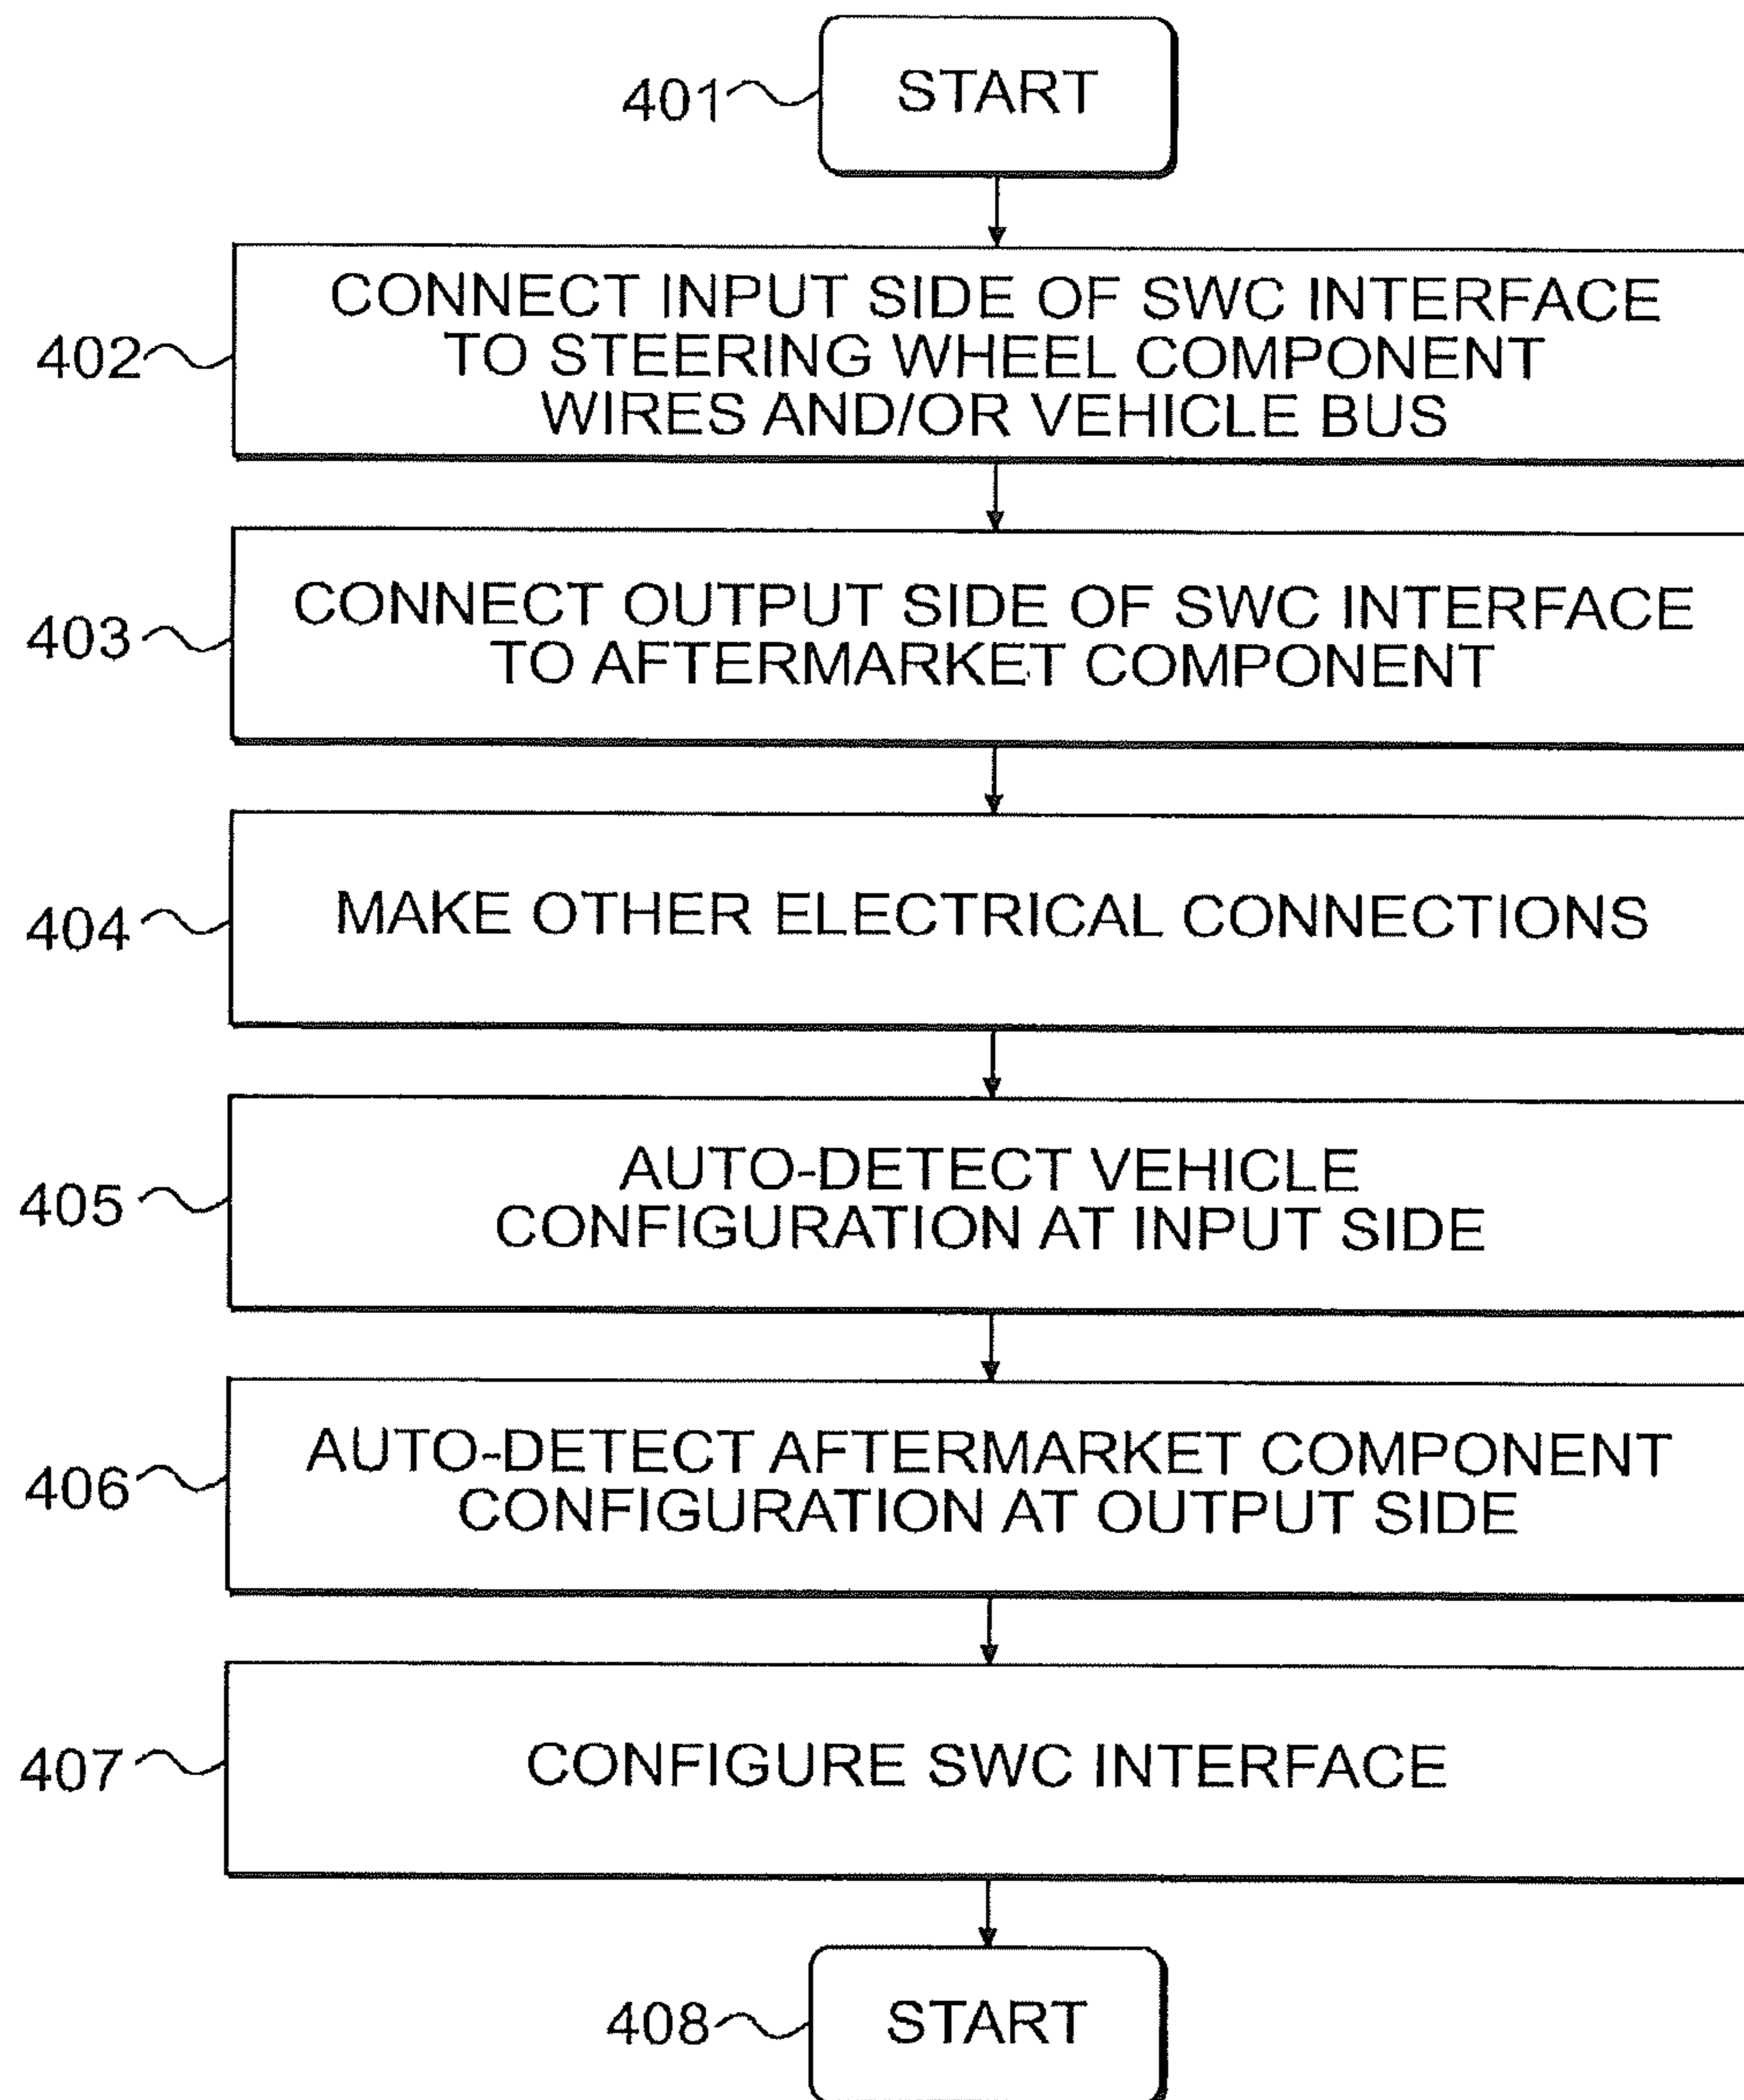 401
START
402
CONNECT INPUT SIDE OF SWC INTERFACE
TO STEERING WHEEL COMPONENT
WIRES AND/OR VEHICLE BUS
403
CONNECT OUTPUT SIDE OF SWC INTERFACE
TO AFTERMARKET COMPONENT
404
MAKE OTHER ELECTRICAL CONNECTIONS
405
AUTO-DETECT VEHICLE
CONFIGURATION AT INPUT SIDE
406
AUTO-DETECT AFTERMARKET COMPONENT
CONFIGURATION AT OUTPUT SIDE
407
CONFIGURE SWC INTERFACE
408
START